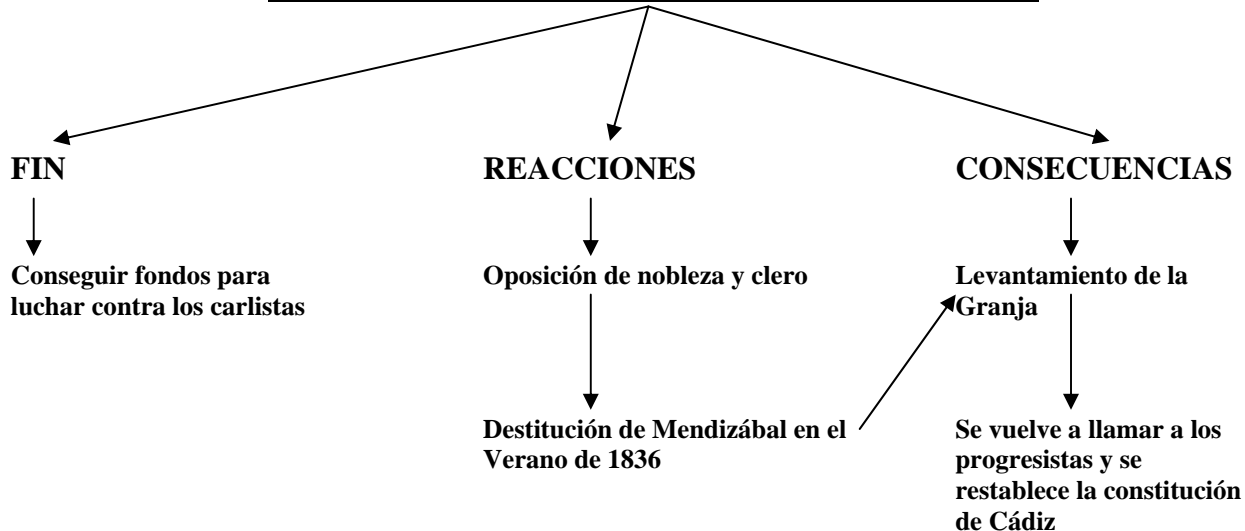 FIN
REACCIONES
CONSECUENCIAS
Conseguir fondos para
luchar contra los carlistas
Oposición de nobleza y clero
Levantamiento de la
Granja
Destitución de Mendizábal en el
Verano de 1836
Se vuelve a llamar a los
progresistas y se
restablece la constitución
de Cádiz